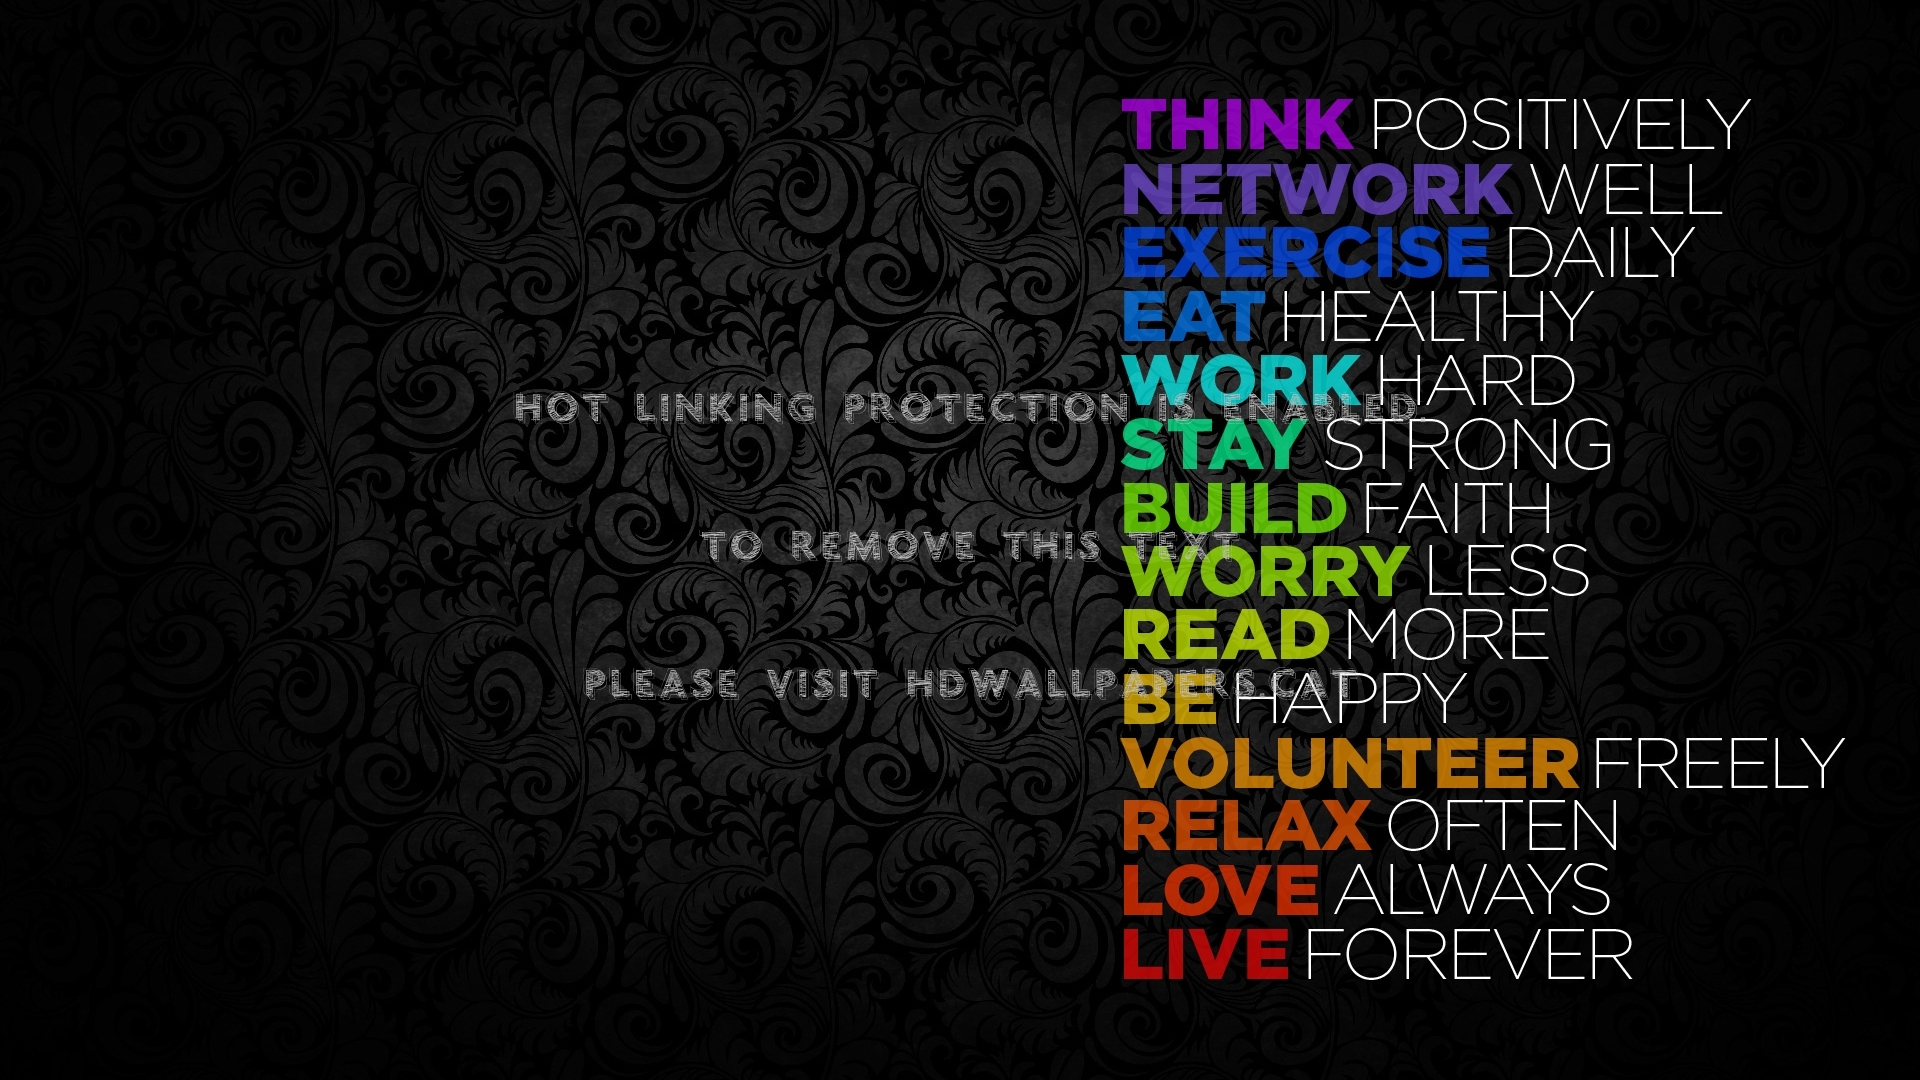 THINK POSITIVELY
NETWORK WELL
EXERCISE DAILY
EAT HEALTHY
WORK HARD
HOT LINKING PROTECTION IS ENABLED.
STAY STRONG
BUILD FAITH
TO REMOVE THIS TEXT
WORRY LESS
READ MORE
PLEASE VISIT HDWALLPAPERS.CAT
BE HAPPY
VOLUNTEER FREELY
RELAX OFTEN
LOVE ALWAYS
LIVE FOREVER